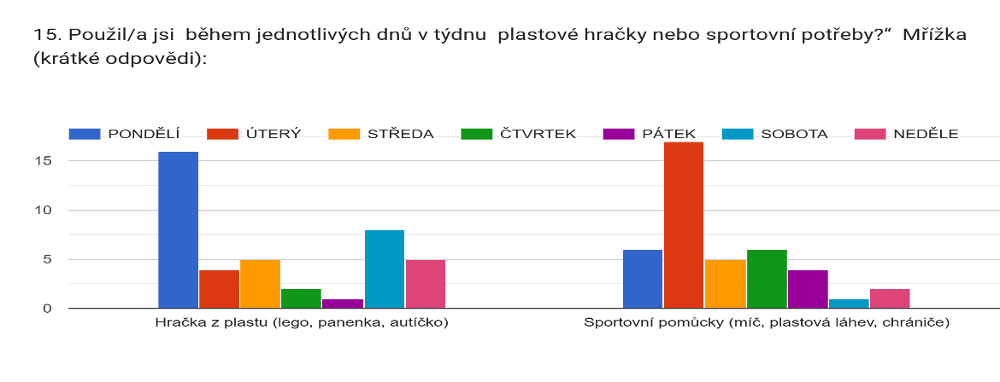 15. Použil/a jsi  během jednotlivých dnů v týdnu  plastové hračky nebo sportovní potřeby?“  Mřížka
(krátké odpovědi):
PONDĚLÍ ÚTERÝ STŘEDA ČTVRTEK PÁTEK SOBOTA NEDĚLE
15
10
5
0
Hračka z plastu (lego, panenka, autíčko) Sportovní pomůcky (míč, plastová láhev, chrániče)